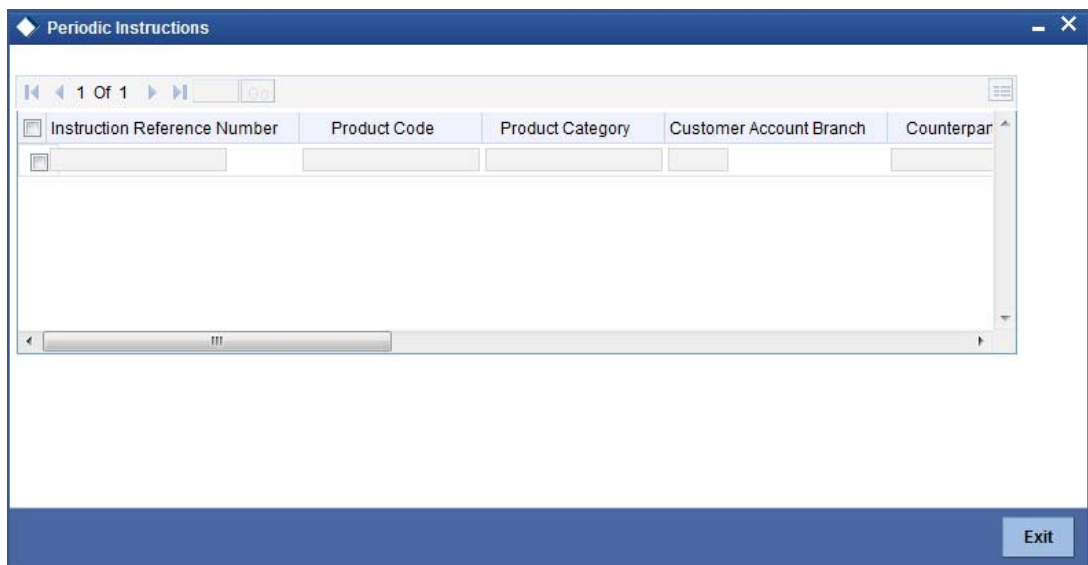 Periodic Instructions
1 Of 1 Go
Instruction Reference Number Product Code Product Category Customer Account Branch Counterpar
Exit